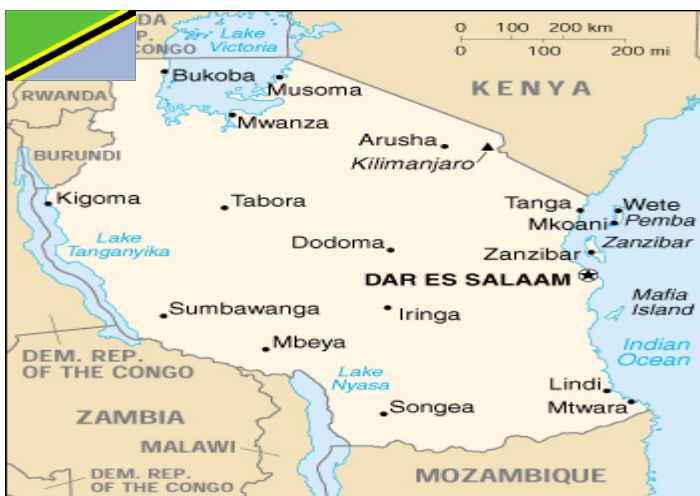 NDA
P.
CONGO
Lake
Victoria
0 100 200 km
0 100 200 mi
KENYA
RWANDA
Bukoba
Musoma
Mwanza
Arusha
Kilimanjaro
BURUNDI
Kigoma
Tabora
Tanga
Wete
Mkoani
Pemba
Lake
Tanganyika
Dodoma
Zanzibar
Zanzibar
DAR ES SALAAM
Sumbawanga
Iringa
Mafia
Island
Mbeya
Indian
Ocean
DEM. REP.
OF THE CONGO
Lake
Nyasa
Lindi
Songea
Mtwara
ZAMBIA
MALAWI
DEM. REP.
OF THE CONGO
MOZAMBIQUE